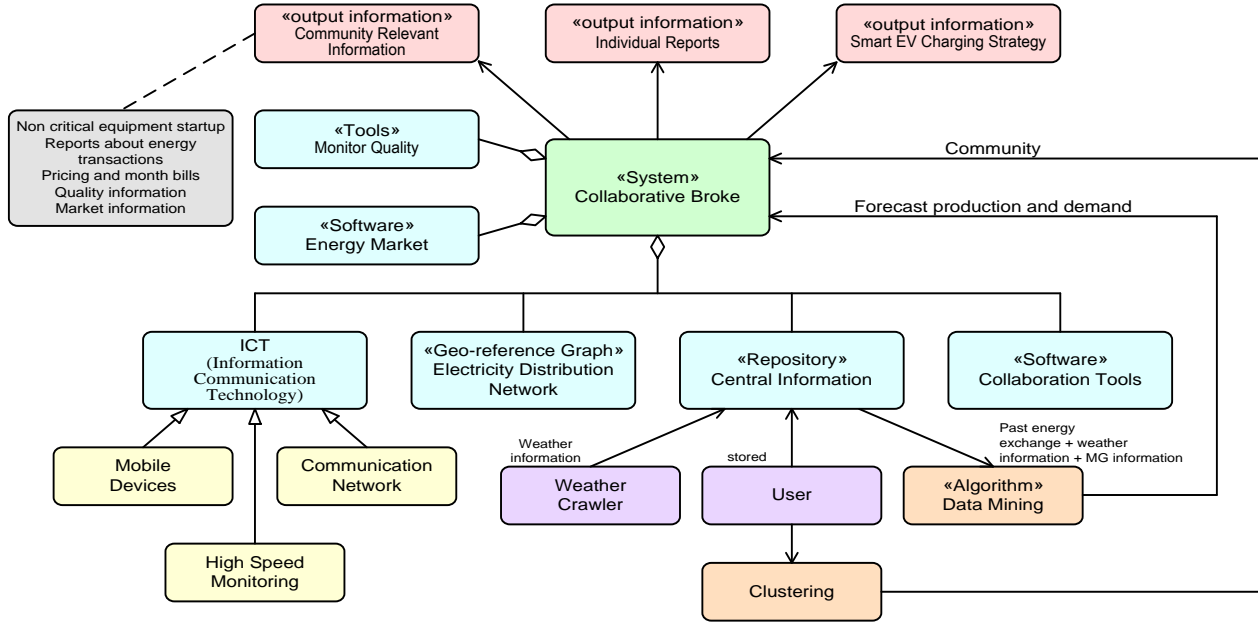 «output information»
Community Relevant
Information
«output information»
Individual Reports
«output information»
Smart EV Charging Strategy
Non critical equipment startup
Reports about energy
transactions
Pricing and month bills
Quality information
Market information
«Tools»
Monitor Quality
«System»
Collaborative Broke
Community
«Software»
Energy Market
Forecast production and demand
ICT
(Information
Communication
Technology)
«Geo-reference Graph»
Electricity Distribution
Network
«Repository»
Central Information
«Software»
Collaboration Tools
Mobile
Devices
Communication
Network
Weather
information
stored
Past energy
exchange + weather
information + MG information
Weather
Crawler
User
«Algorithm»
Data Mining
High Speed
Monitoring
Clustering